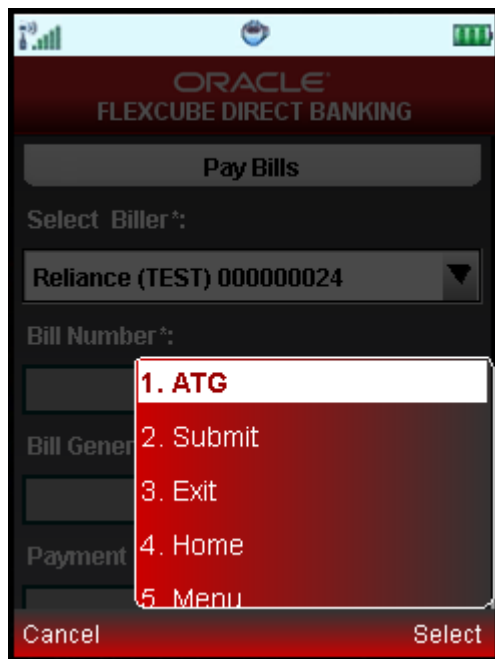 ORACLE
FLEXCUBE DIRECT BANKING
Pay Bills
Select Biller*:
Reliance (TEST) 000000024
Bill Number*:
1. ATG
Bill Gener
2. Submit
3. Exit
Payment
4. Home
5. Menu
Cancel
Select